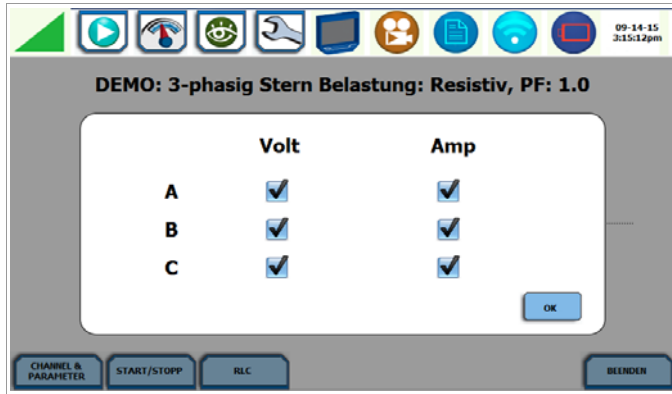 09-14-15
3:15:12pm
DEMO: 3-phasig Stern Belastung: Resistiv, PF: 1.0
Volt Amp
A
B
C
OK
CHANNEL &
PARAMETER
START/STOPP
RLC
BEENDEN